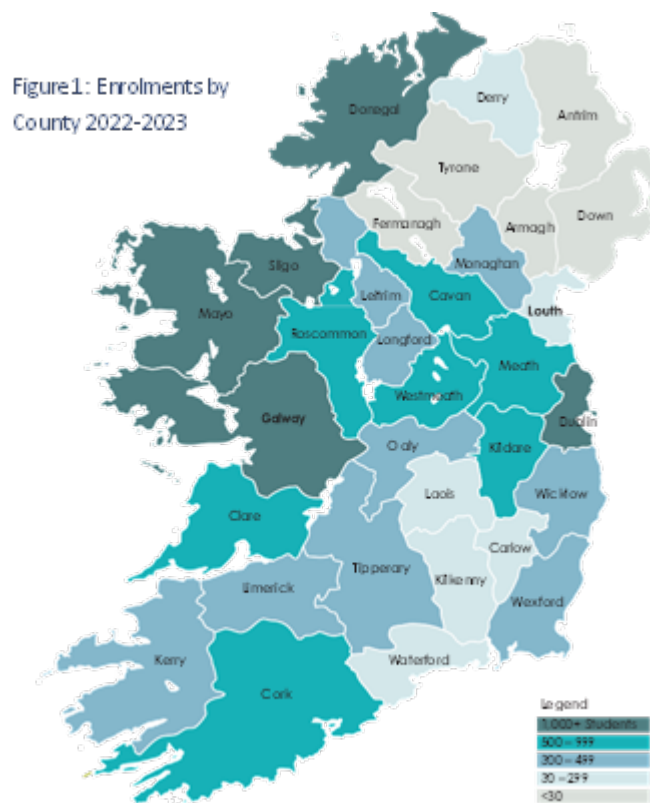 Figure1: Enrolments by
County 2022-2023
Donegal
Derry
Antrim
Tyrone
Fermanagh
Armagh
Down
Monaghan
Sligo
Leitrim
Cavan
Louth
Mayo
Roscommon
Longford
Meath
Westmeath
Galway
Dublin
Offaly
Kildare
Laois
Wicklow
Clare
Carlow
Tipperary
Kilkenny
Limerick
Wexford
Kerry
Waterford
Cork
Legend
1,000+ Students
500 – 999
300 – 499
30 – 299
<30